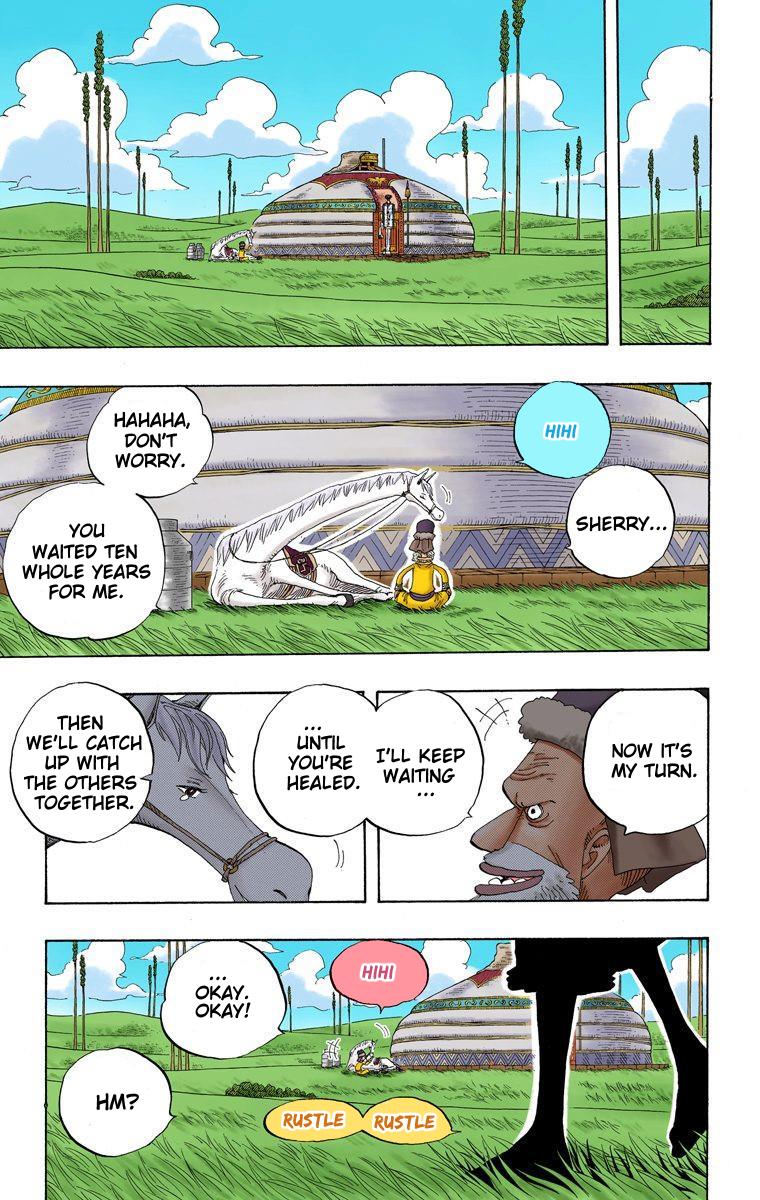 HIHI
SHERRY...
HAHAHA,
DON'T
WORRY.
YOU
WAITED TEN
WHOLE YEARS
FOR ME.
NOW IT'S
MY TURN.
I'LL KEEP
WAITING
...
...
UNTIL
YOU'RE
HEALED.
THEN
WE'LL CATCH
UP WITH
THE OTHERS
TOGETHER.
HIHI
...
OKAY.
OKAY!
RUSTLE RUSTLE
HM?